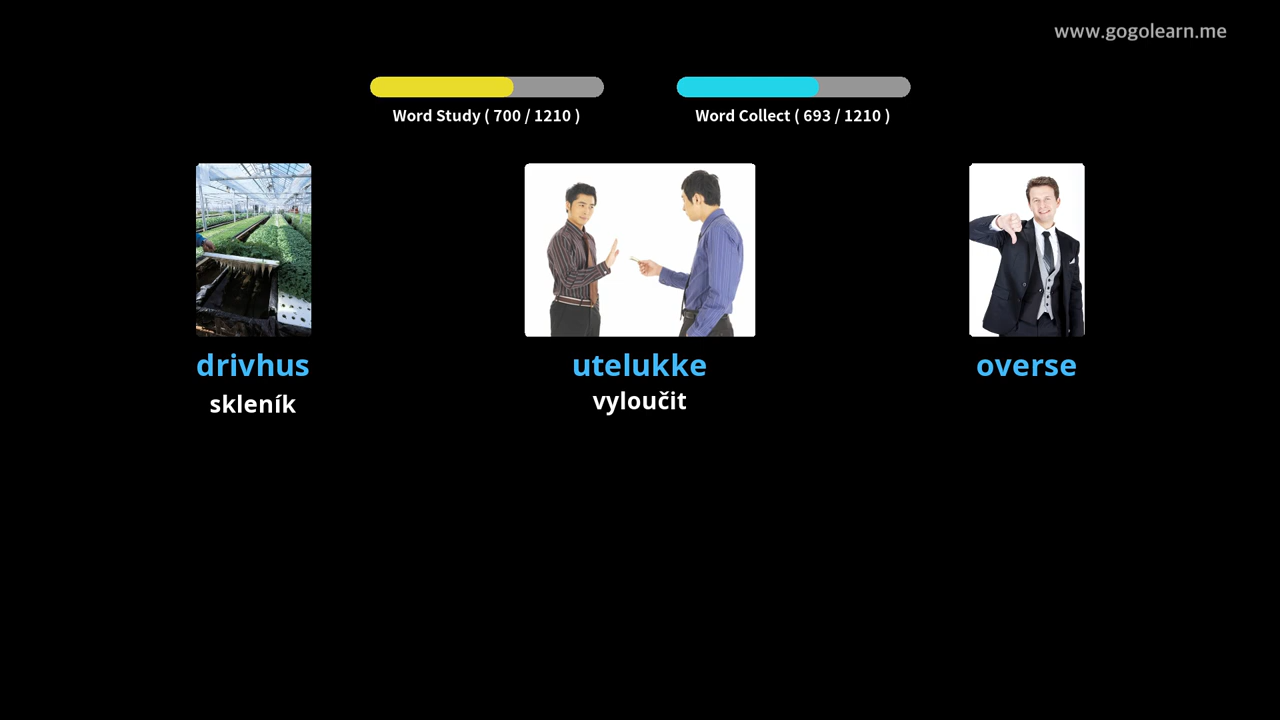 www.gogolearn.me
Word Study ( 700 / 1210 )
Word Collect ( 693 / 1210 )
drivhus
utelukke
overse
skleník
vyloučit